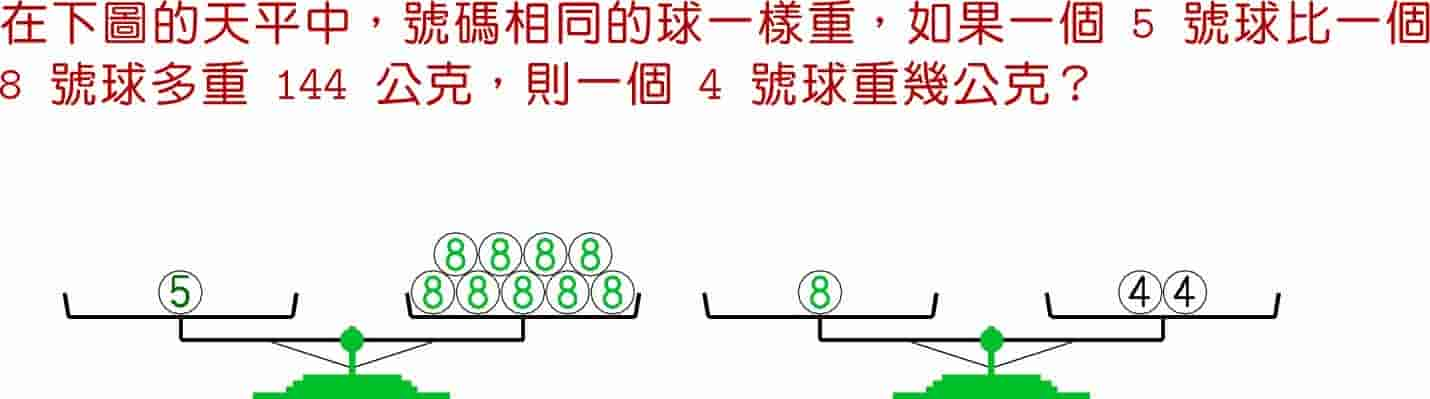 在下圖的天平中，號碼相同的球一樣重，如果一個 5 號球比一個
8 號球多重 144 公克，則一個 4 號球重幾公克？
8 8 8 8
5 8 8 8 8 8 8 4 4